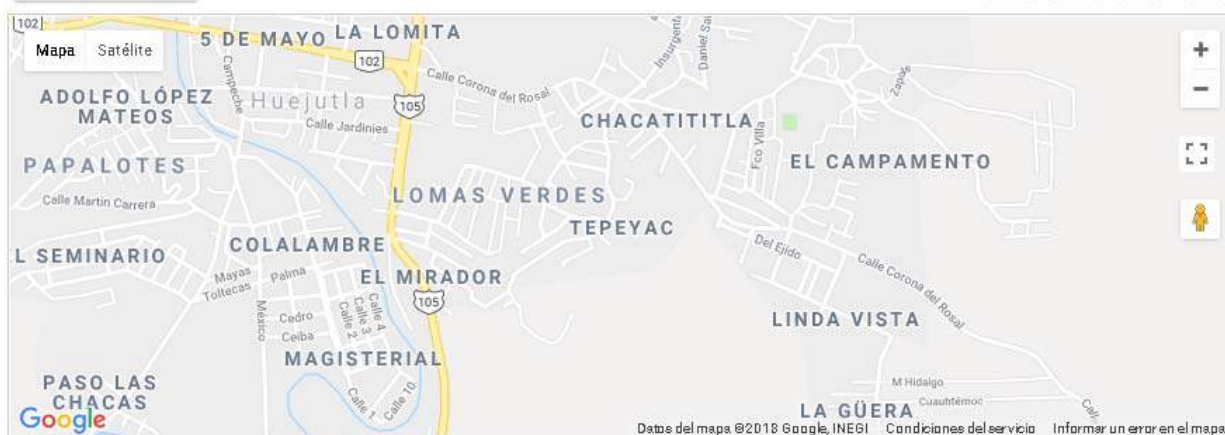 102
Mapa Satélite
5 DE MAYO
LA LOMITA
102
Insurgent
Daniel Sal
Calle Corona del Rosal
Zapote
Campeche
ADOLFO LÓPEZ
MATEOS
Huejutla
105
Calle Jardinies
CHACATITITLA
Fco Villa
EL CAMPAMENTO
PAPALOTES
Calle Martin Carrera
LOMAS VERDES
TEPEYAC
L SEMINARIO
COLALAMBRE
Del Ejido
Calle Corona del Rosal
Mayas
Toltecas
Palma
EL MIRADOR
105
México
Cedro
Ceiba
Calle 2
Calle 3
Calle 4
LINDA VISTA
MAGISTERIAL
Calle 1
Calle 10
PASO LAS
CHACAS
M Hidalgo
Cuauhtémoc
LA GÜERA
Google
Datos del mapa ©2018 Google, INEGI Condiciones del servicio Informar un error en el mapa